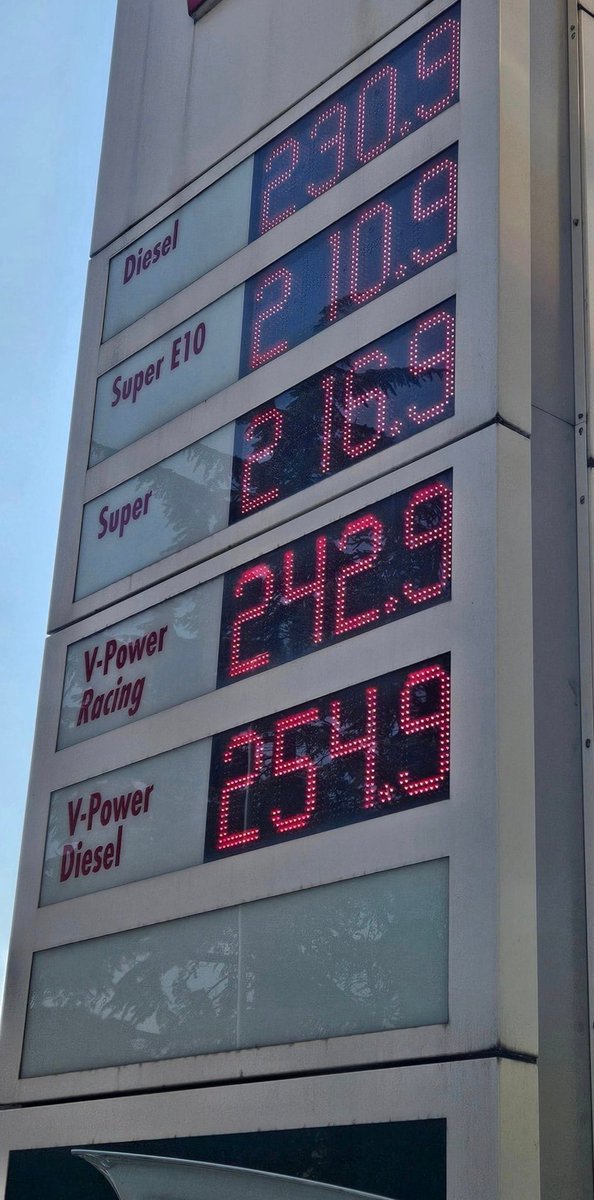 Diesel 230.9
Super E10 210.9
Super 216.9
V-Power
Racing 242.9
V-Power
Diesel 254.9